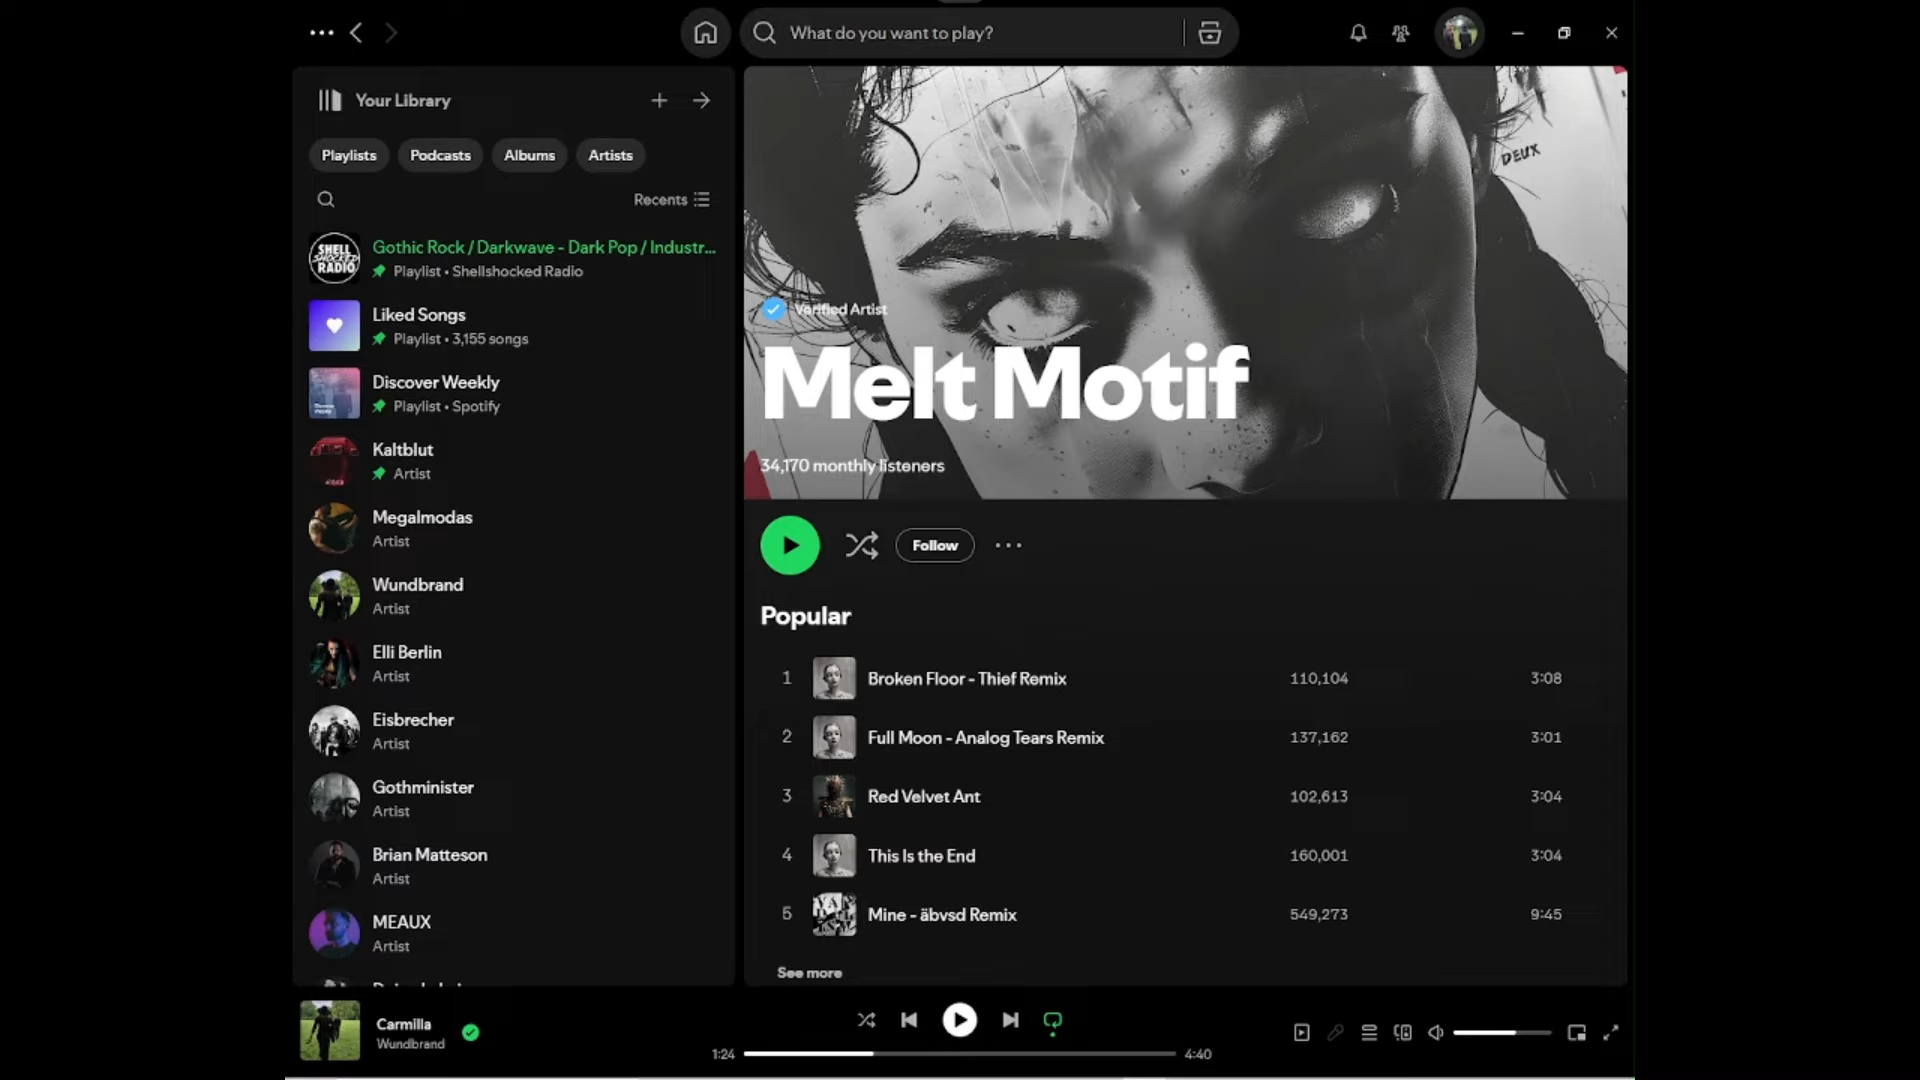 What do you want to play?
Your Library
Playlists
Podcasts
Albums
Artists
Recents
SHELL SHOCKED RADIO
Gothic Rock / Darkwave - Dark Pop / Industr...
Playlist • Shellshocked Radio
Liked Songs
Playlist • 3,155 songs
Discover Weekly
Playlist • Spotify
Kaltblut
Artist
Megalmodas
Artist
Wundbrand
Artist
Elli Berlin
Artist
Eisbrecher
Artist
Gothminister
Artist
Brian Matteson
Artist
MEAUX
Artist
DEUX
Verified Artist
Melt Motif
34,170 monthly listeners
Follow
Popular
1 Broken Floor - Thief Remix 110,104 3:08
2 Full Moon - Analog Tears Remix 137,162 3:01
3 Red Velvet Ant 102,613 3:04
4 This Is the End 160,001 3:04
5 Mine - äbvsd Remix 549,273 9:45
See more
Carmilla
Wundbrand
1:24
4:40